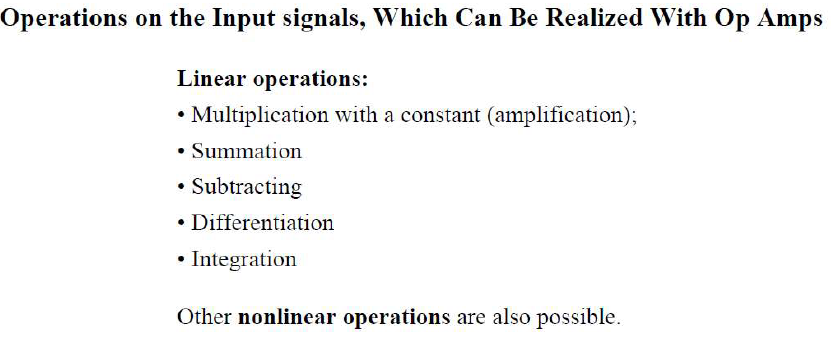 Operations on the Input signals, Which Can Be Realized With Op Amps
Linear operations:
• Multiplication with a constant (amplification);
• Summation
• Subtracting
• Differentiation
• Integration
Other nonlinear operations are also possible.